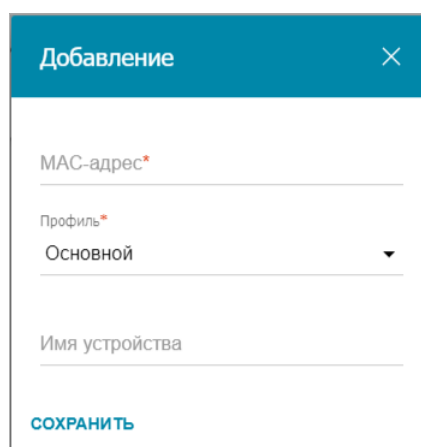 Добавление
MAC-адрес*
Профиль*
Основной
Имя устройства
СОХРАНИТЬ